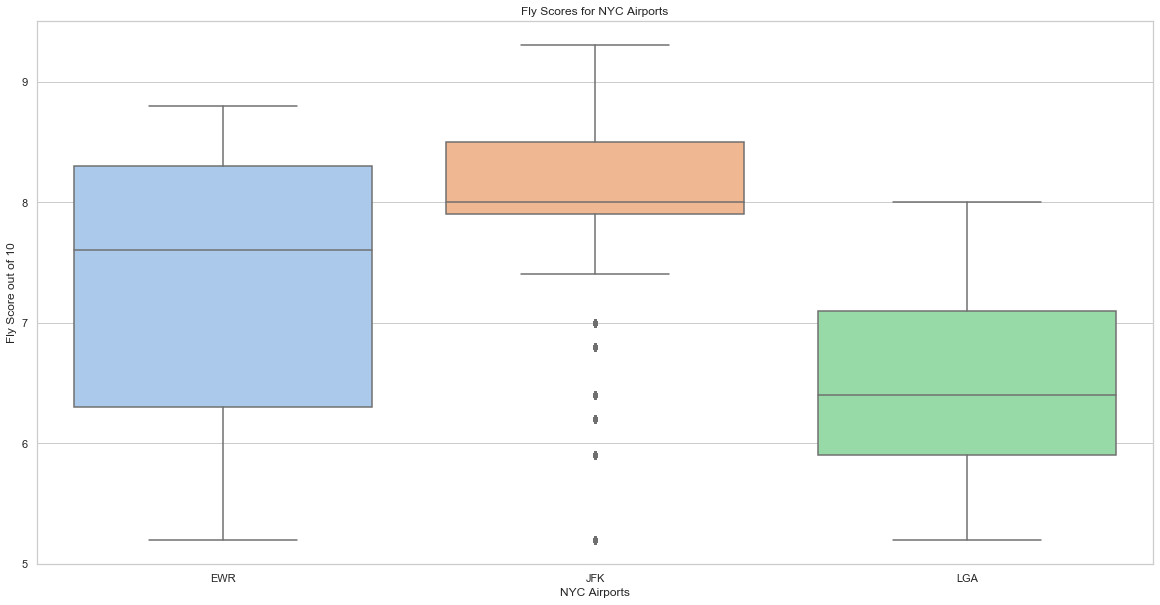 Fly Scores for NYC Airports
Fly Score out of 10
9
8
7
6
5
EWR
JFK
LGA
NYC Airports